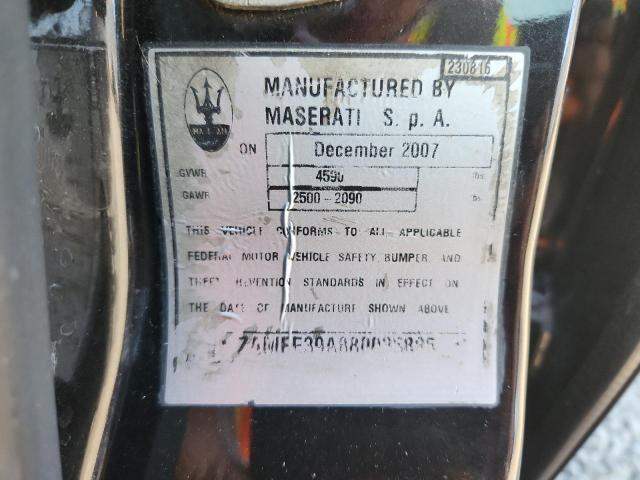 230816
MANUFACTURED BY
MASERATI S. p A.
ON December 2007
GVWR 4590 lbs
GAWR 2500 - 2090 lbs
THIS VEHICLE CONFORMS TO ALL APPLICABLE
FEDERAL MOTOR VEHICLE SAFETY, BUMPER, AND
THEFT PREVENTION STANDARDS IN EFFECT ON
THE DATE OF MANUFACTURE SHOWN ABOVE